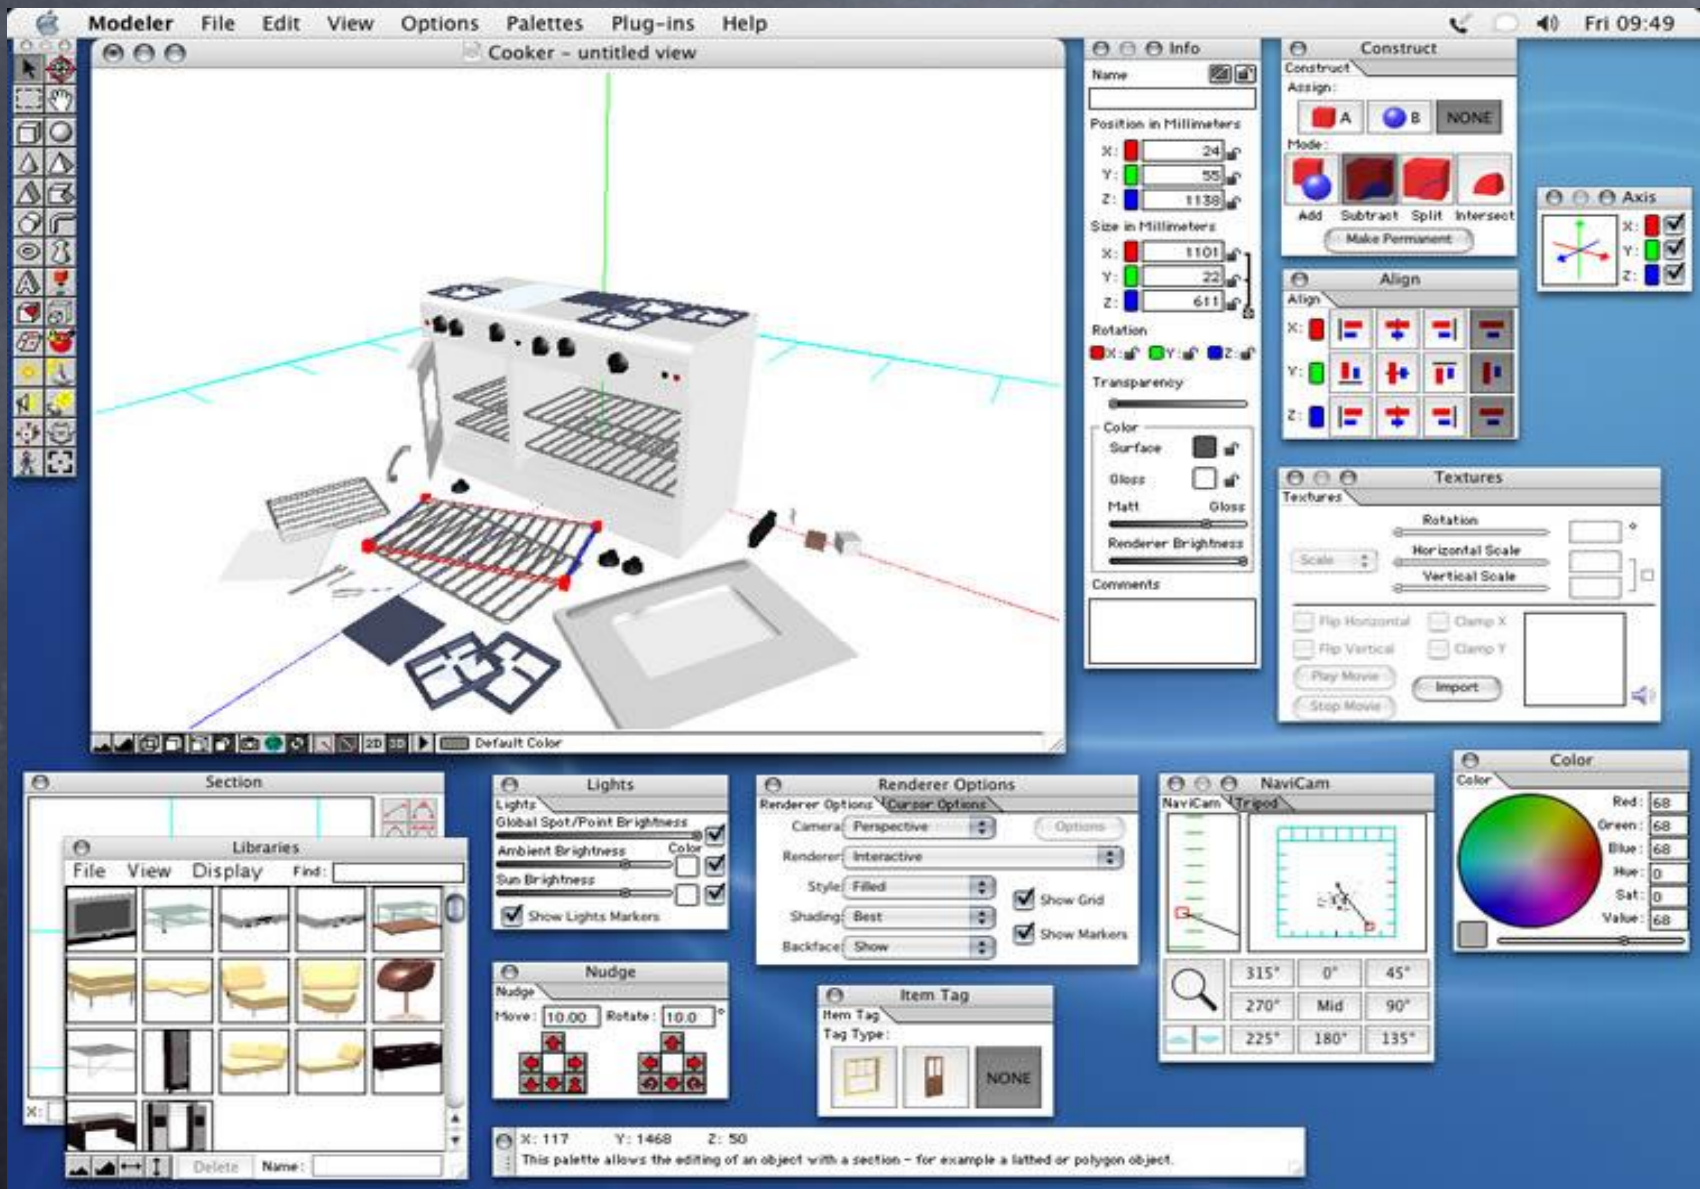 Modeler File Edit View Options Palettes Plug-ins Help Fri 09:49
Cooker - untitled view
2D 3D Default Color
Info
Name
Position in Millimeters
X: 24
Y: 55
Z: 1138
Size in Millimeters
X: 1101
Y: 22
Z: 611
Rotation
X: Y: Z:
Transparency
Color
Surface
Gloss
Matt Gloss
Renderer Brightness
Comments
Construct
Construct
Assign:
A B NONE
Mode:
Add Subtract Split Intersect
Make Permanent
Axis
X:
Y:
Z:
Align
Align
X:
Y:
Z:
Textures
Textures
Rotation °
Scale
Horizontal Scale
Vertical Scale
Flip Horizontal Clamp X
Flip Vertical Clamp Y
Play Movie
Import
Stop Movie
Section
X:
Libraries
File View Display Find:
Delete Name:
Lights
Lights
Global Spot/Point Brightness
Ambient Brightness Color
Sun Brightness
Show Lights Markers
Nudge
Nudge
Move: 10.00 Rotate: 10.0 °
Renderer Options
Renderer Options Cursor Options
Camera: Perspective Options
Renderer: Interactive
Style: Filled
Show Grid
Shading: Best
Show Markers
Backface: Show
Item Tag
Item Tag
Tag Type:
NONE
NaviCam
NaviCam Tripod
315° 0° 45°
270° Mid 90°
225° 180° 135°
Color
Color
Red: 68
Green: 68
Blue: 68
Hue: 0
Sat: 0
Value: 68
X: 117 Y: 1468 Z: 50
This palette allows the editing of an object with a section - for example a lathed or polygon object.